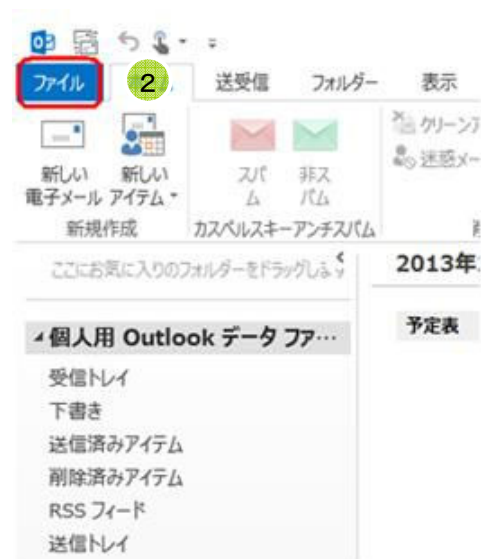 ファイル 2 送受信 フォルダー 表示
新しい
電子メール
新しい
アイテム
スパ
ム
非ス
パム
クリーンア
迷惑メー
新規作成 カスペルスキーアンチスパム
ここにお気に入りのフォルダーをドラッグしま
2013年
予定表
個人用 Outlook データ ファ…
受信トレイ
下書き
送信済みアイテム
削除済みアイテム
RSS フィード
送信トレイ